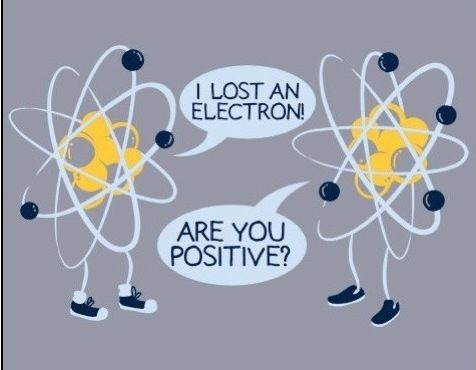 I LOST AN
ELECTRON!
ARE YOU
POSITIVE?